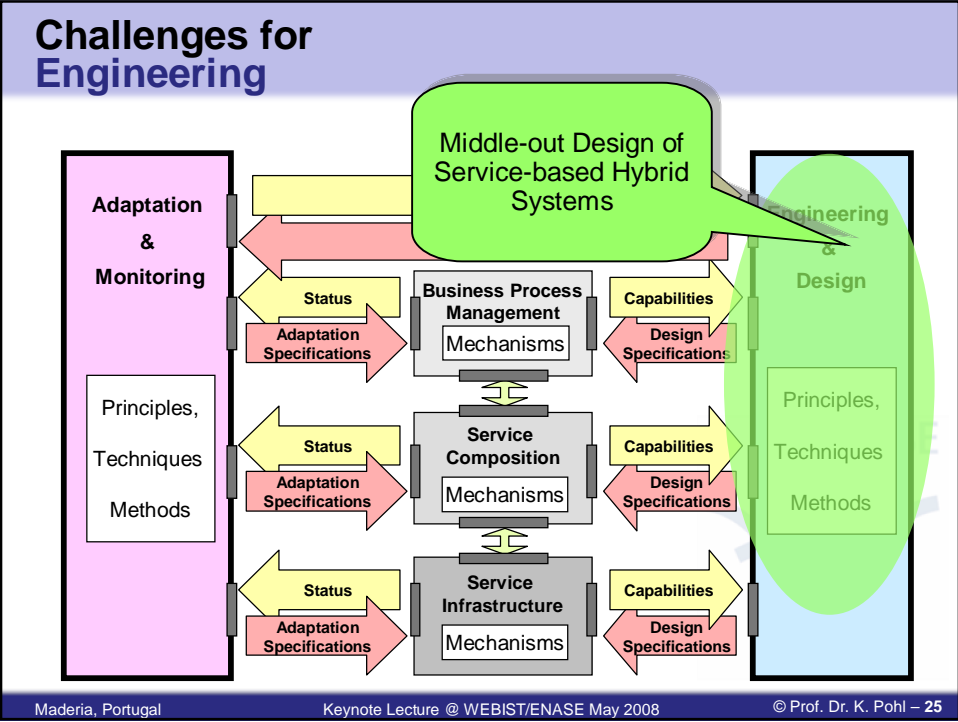 Challenges for
Engineering
Middle-out Design of
Service-based Hybrid
Systems
Adaptation
&
Monitoring
Principles,
Techniques
Methods
Engineering
&
Design
Principles,
Techniques
Methods
Status
Adaptation
Specifications
Business Process
Management
Mechanisms
Capabilities
Design
Specifications
Status
Adaptation
Specifications
Service
Composition
Mechanisms
Capabilities
Design
Specifications
Status
Adaptation
Specifications
Service
Infrastructure
Mechanisms
Capabilities
Design
Specifications
Maderia, Portugal
Keynote Lecture @ WEBIST/ENASE May 2008
© Prof. Dr. K. Pohl – 25